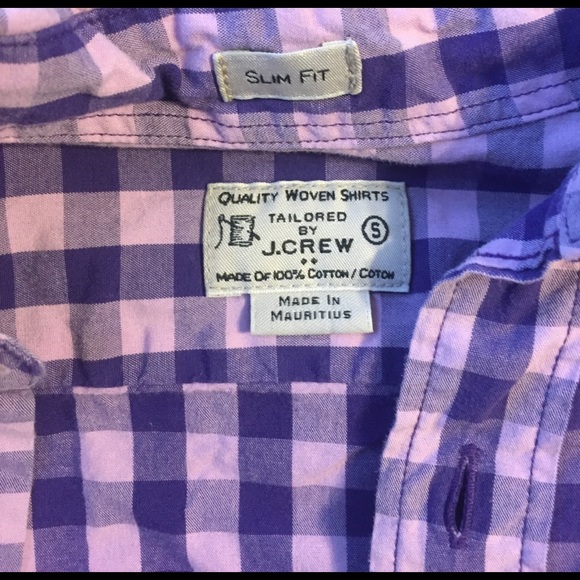 SLIM FIT
QUALITY WOVEN SHIRTS
TAILORED
BY
J.CREW
S
MADE OF 100% COTTON / COTON
MADE IN
MAURITIUS